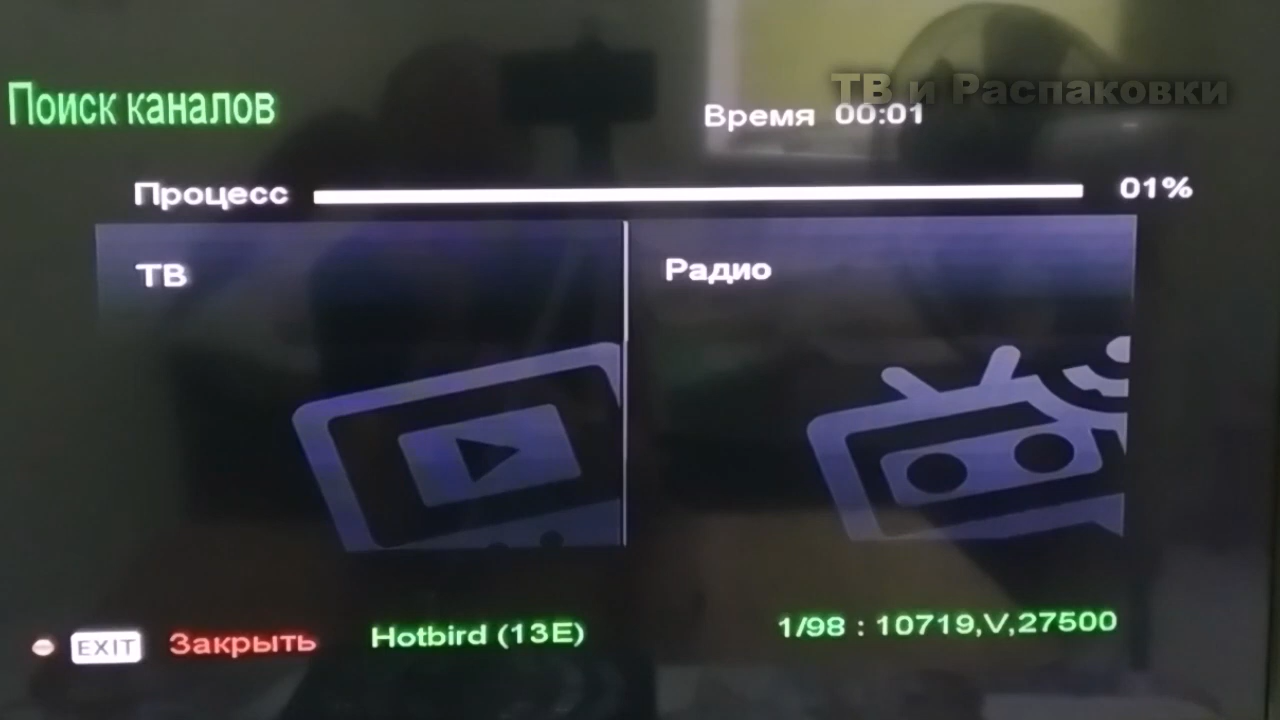 ТВ и Распаковки
Поиск каналов
Время 00:01
Процесс 01%
ТВ
Радио
EXIT Закрыть Hotbird (13E) 1/98 : 10719,V,27500